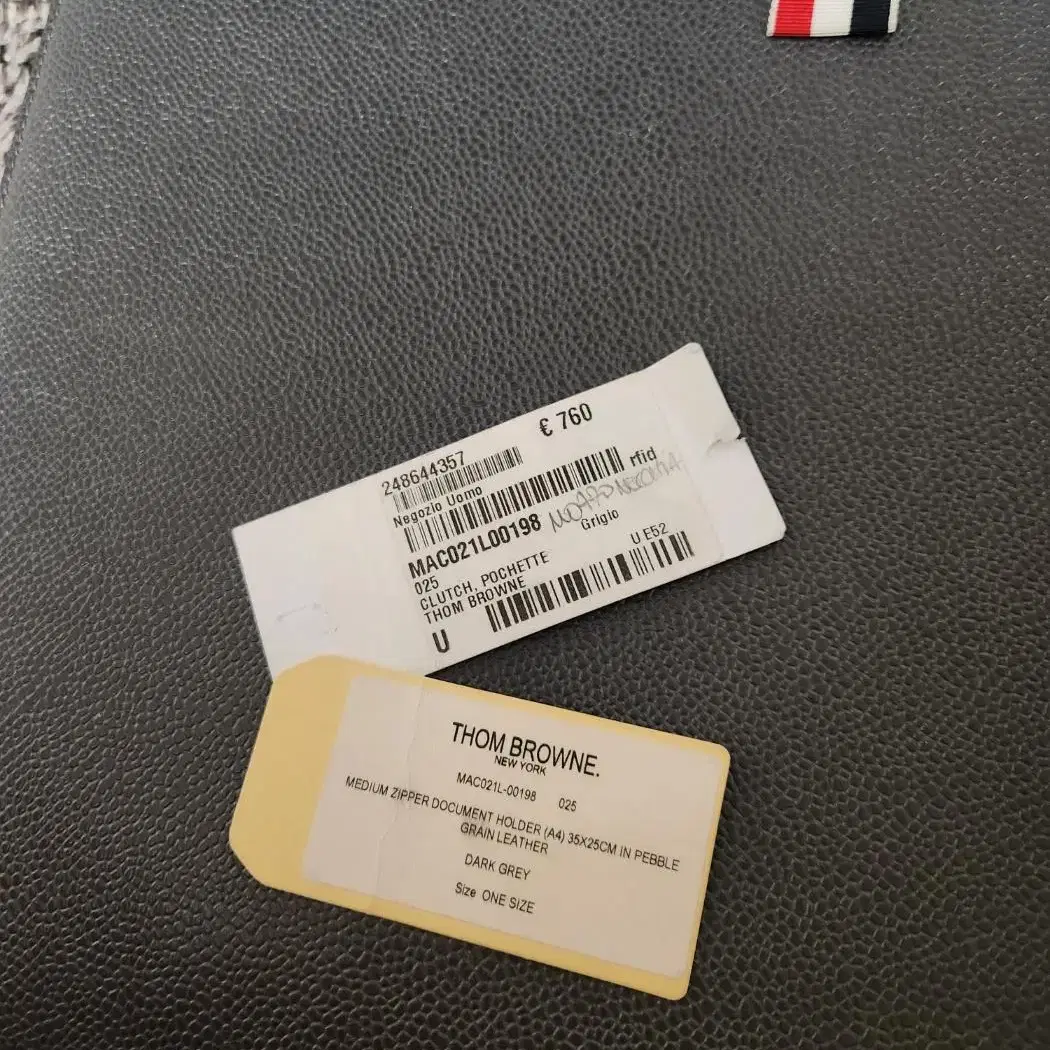 € 760
248644357
Negozio Uomo
rfid
MAC021L00198
Grigio
025
U E52
CLUTCH, POCHETTE
THOM BROWNE
U
THOM BROWNE.
NEW YORK
MAC021L-00198 025
MEDIUM ZIPPER DOCUMENT HOLDER (A4) 35X25CM IN PEBBLE
GRAIN LEATHER
DARK GREY
Size ONE SIZE